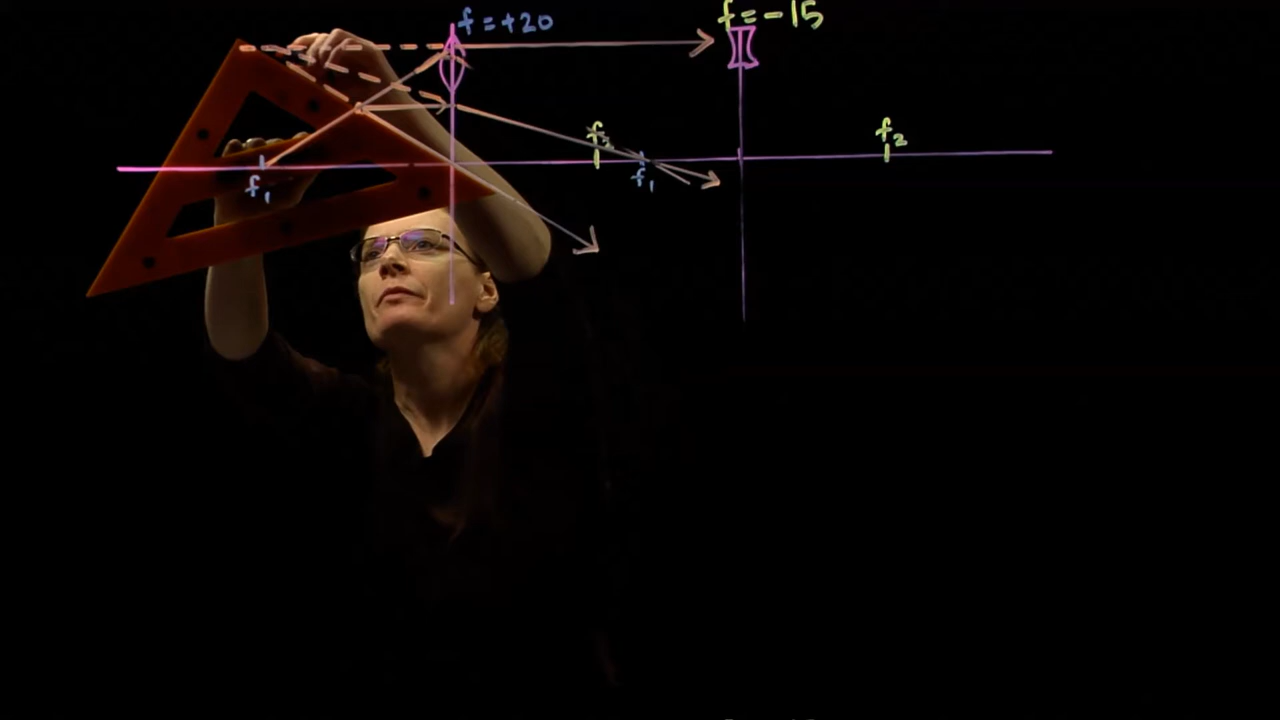 f = +20
f = -15
f₂
f₂
f₁
f₁